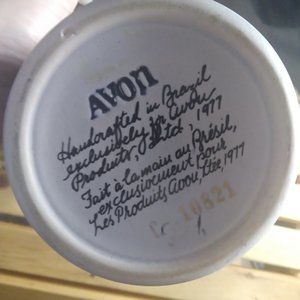 AVON
Handcrafted in Brazil
exclusively for Avon
Products, Ltd., 1977
Fait à la main au Brésil,
exclusivement pour
Les Produits Avon, Ltée, 1977
10821